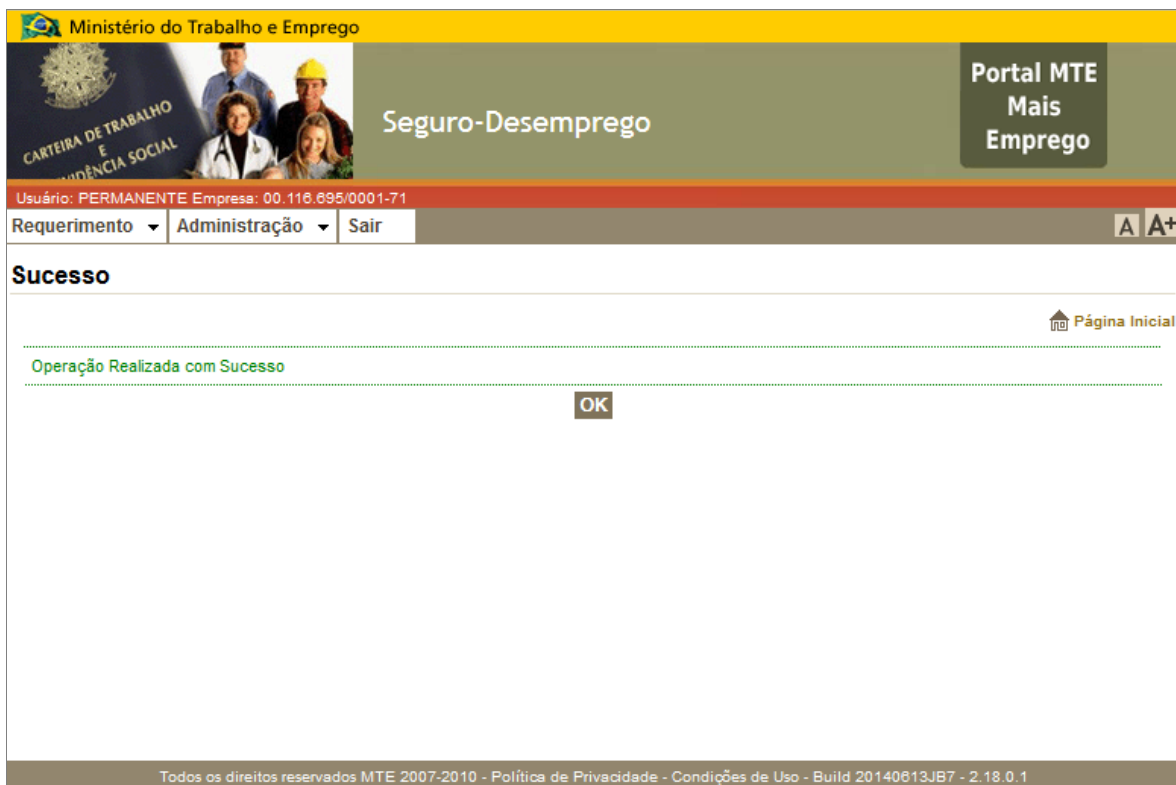 Ministério do Trabalho e Emprego
CARTEIRA DE TRABALHO
E
PREVIDÊNCIA SOCIAL
Seguro-Desemprego
Portal MTE
Mais
Emprego
Usuário: PERMANENTE Empresa: 00.116.695/0001-71
Requerimento Administração Sair A A+
Sucesso
Página Inicial
Operação Realizada com Sucesso
OK
Todos os direitos reservados MTE 2007-2010 - Política de Privacidade - Condições de Uso - Build 20140613JB7 - 2.18.0.1